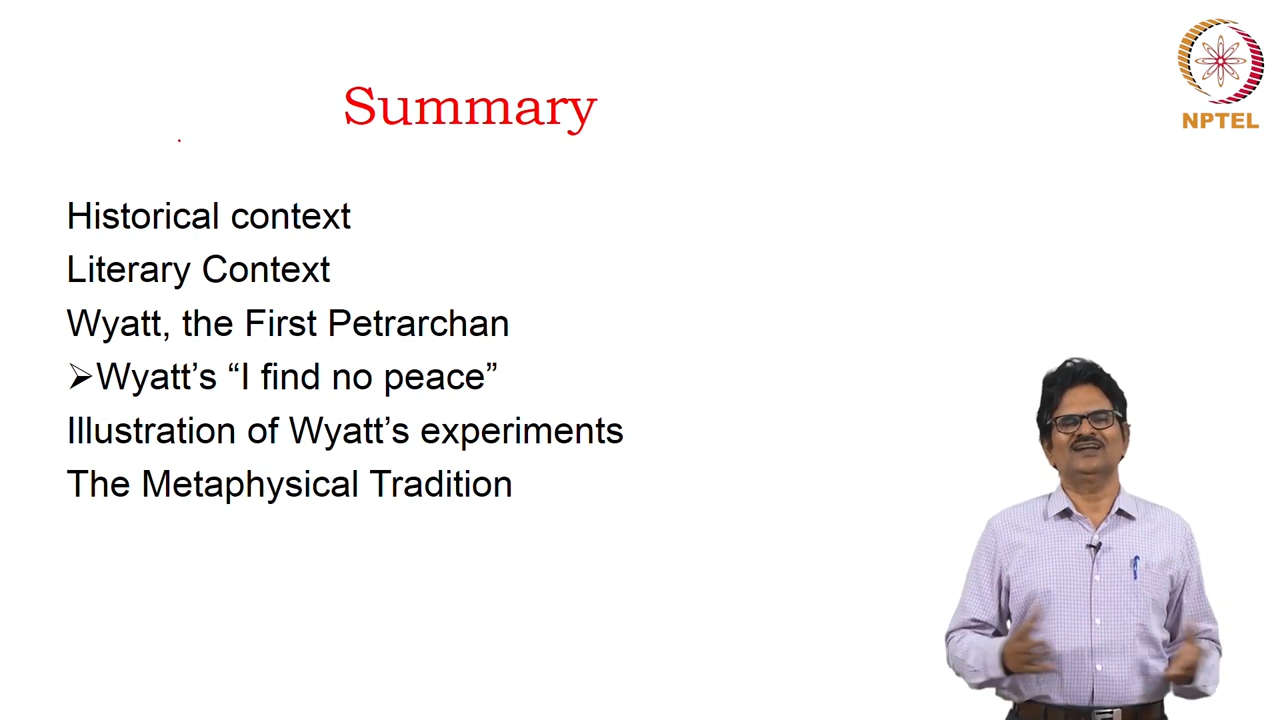 Summary
NPTEL
Historical context
Literary Context
Wyatt, the First Petrarchan
➢Wyatt’s “I find no peace”
Illustration of Wyatt’s experiments
The Metaphysical Tradition